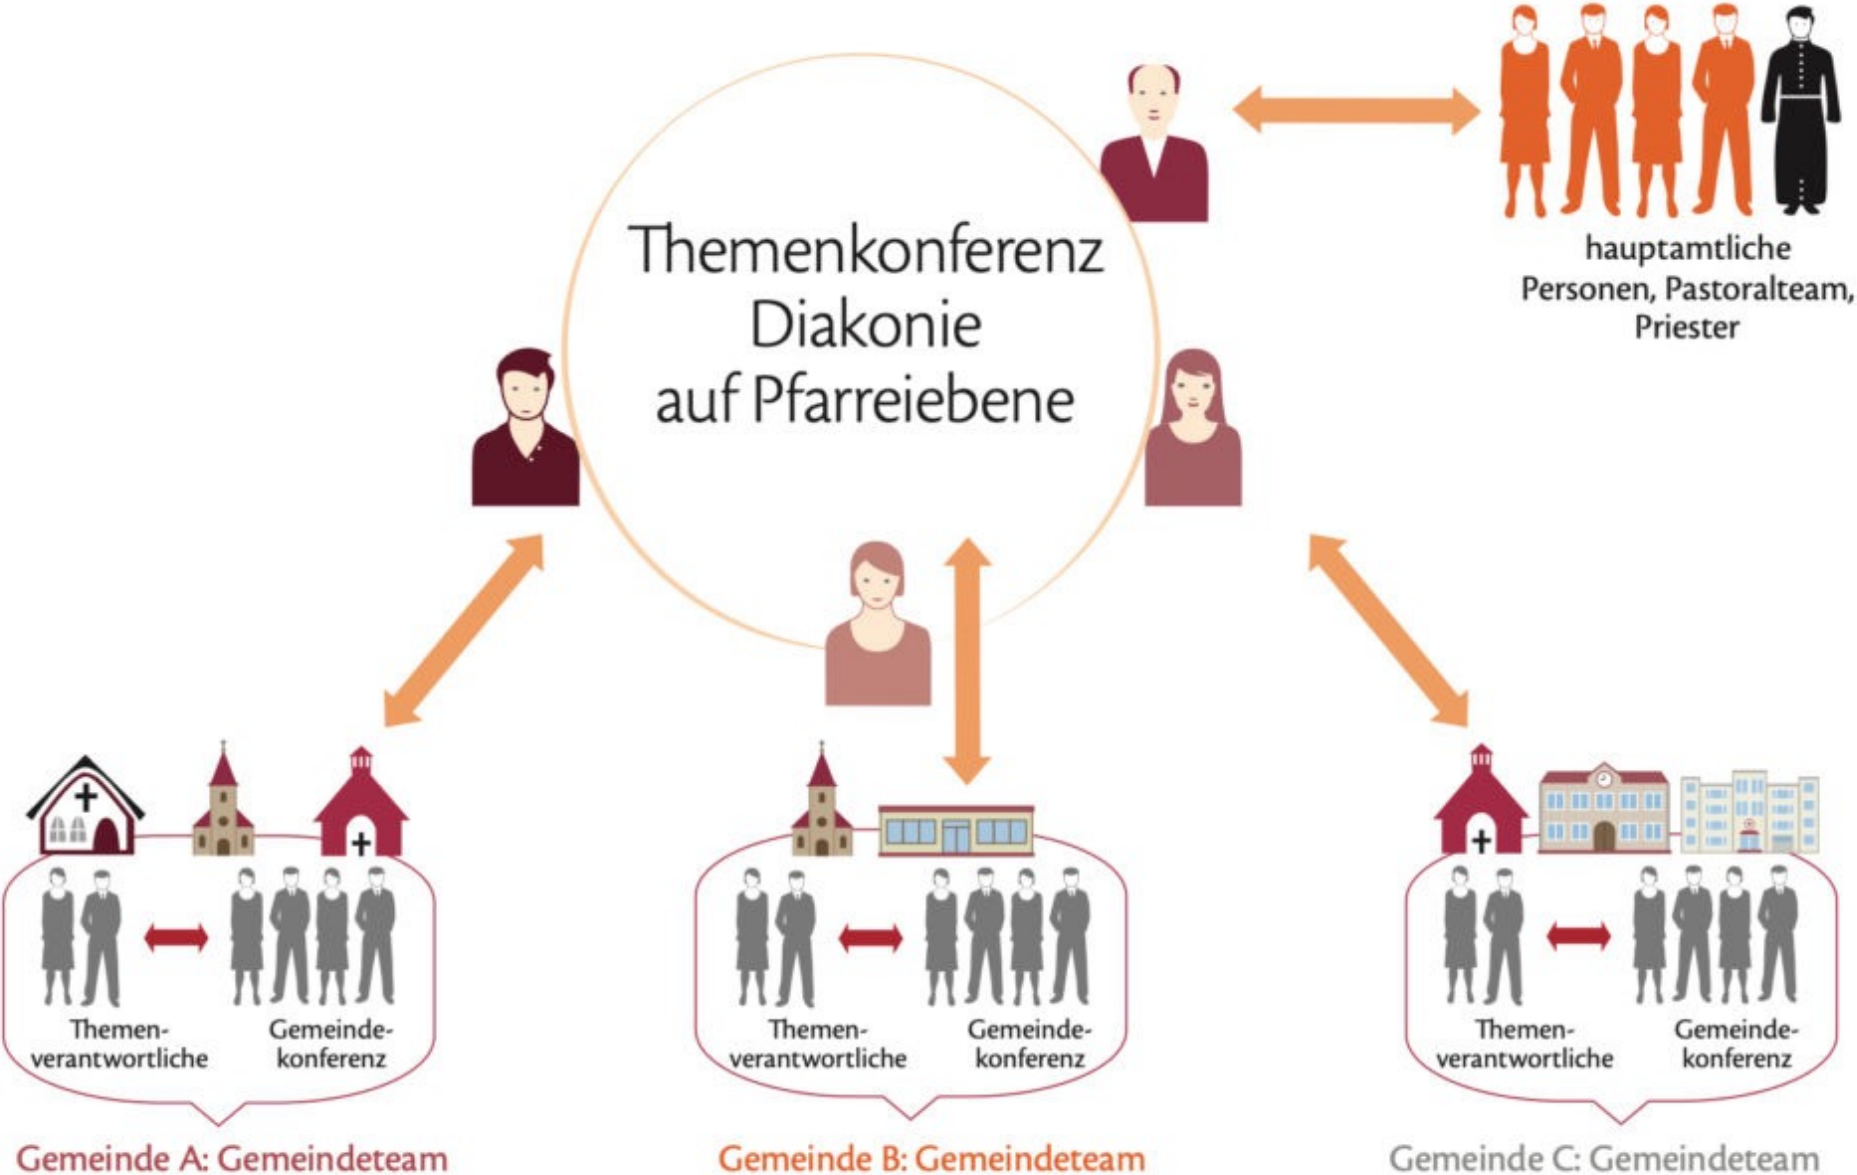 Themenkonferenz
Diakonie
auf Pfarreiebene
hauptamtliche
Personen, Pastoralteam,
Priester
Themen-
verantwortliche
Gemeinde-
konferenz
Gemeinde A: Gemeindeteam
Themen-
verantwortliche
Gemeinde-
konferenz
Gemeinde B: Gemeindeteam
Themen-
verantwortliche
Gemeinde-
konferenz
Gemeinde C: Gemeindeteam